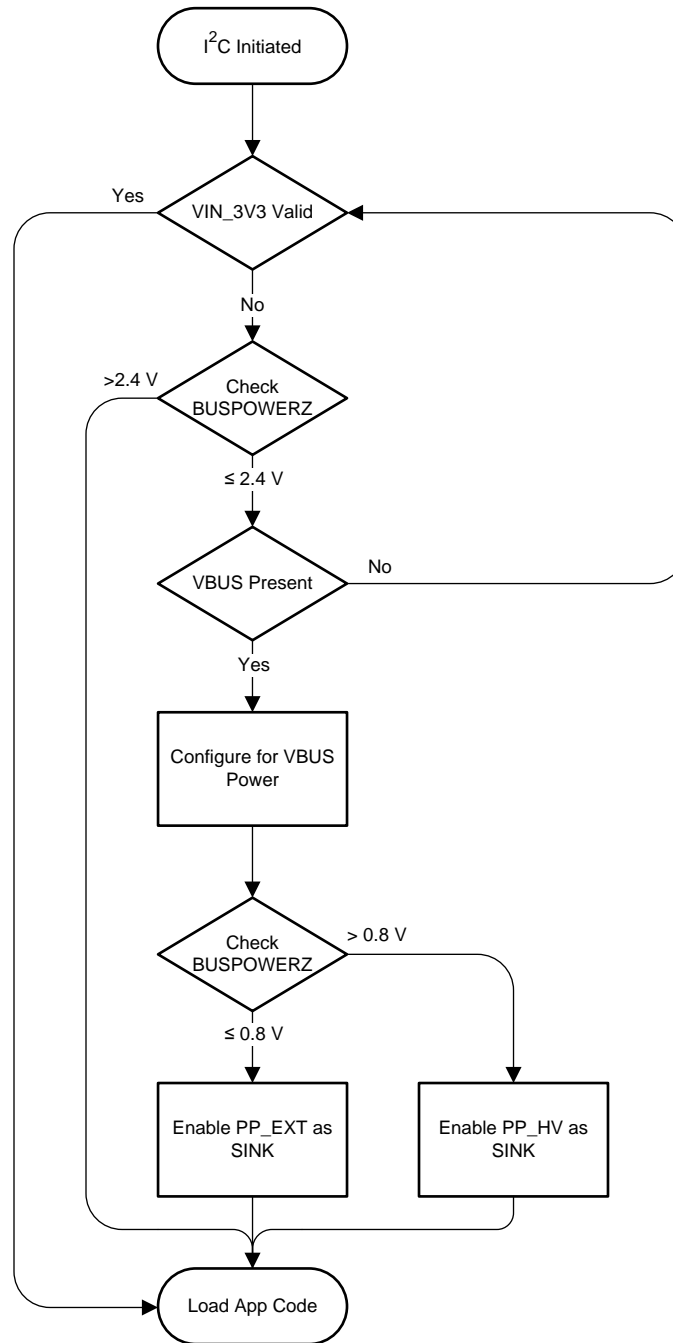 I²C Initiated
Yes
VIN_3V3 Valid
No
>2.4 V
Check
BUSPOWERZ
≤ 2.4 V
VBUS Present
No
Yes
Configure for VBUS
Power
Check
BUSPOWERZ
> 0.8 V
≤ 0.8 V
Enable PP_EXT as
SINK
Enable PP_HV as
SINK
Load App Code